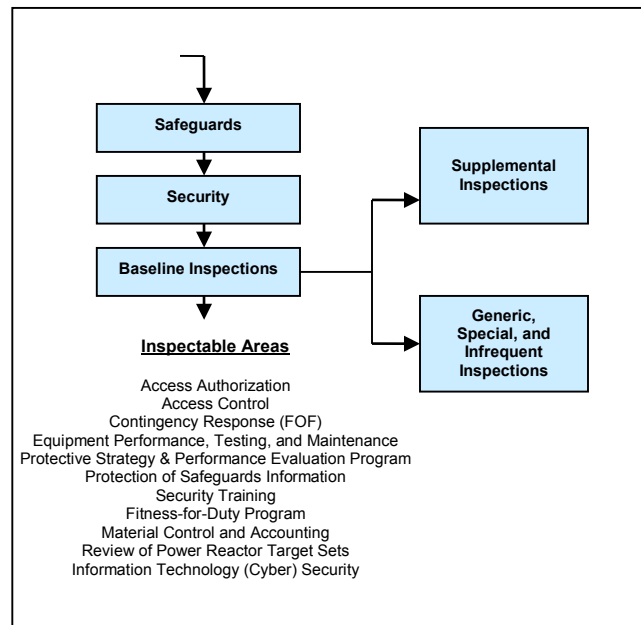 Safeguards
Security
Baseline Inspections
Supplemental
Inspections
Generic,
Special, and
Infrequent
Inspections
Inspectable Areas
Access Authorization
Access Control
Contingency Response (FOF)
Equipment Performance, Testing, and Maintenance
Protective Strategy & Performance Evaluation Program
Protection of Safeguards Information
Security Training
Fitness-for-Duty Program
Material Control and Accounting
Review of Power Reactor Target Sets
Information Technology (Cyber) Security